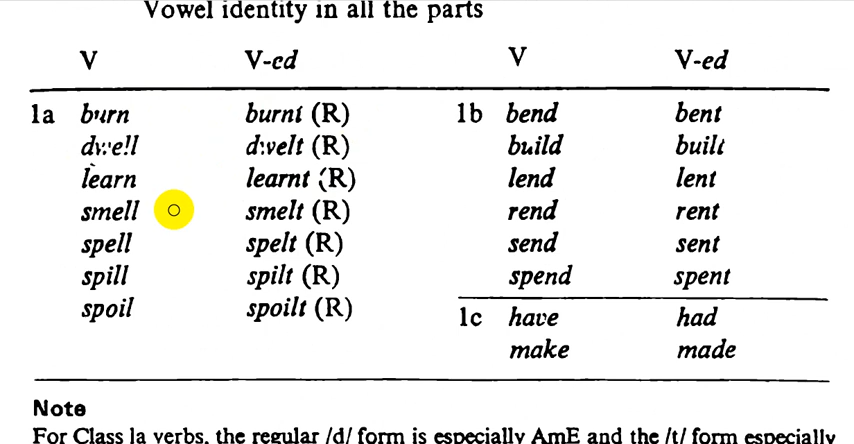 Vowel identity in all the parts
V V-ed V V-ed
1a burn burnt (R) 1b bend bent
dwell dwelt (R) build built
learn learnt (R) lend lent
smell smelt (R) rend rent
spell spelt (R) send sent
spill spilt (R) spend spent
spoil spoilt (R) 1c have had
make made
Note
For Class 1a verbs, the regular /d/ form is especially AmE and the /t/ form especially